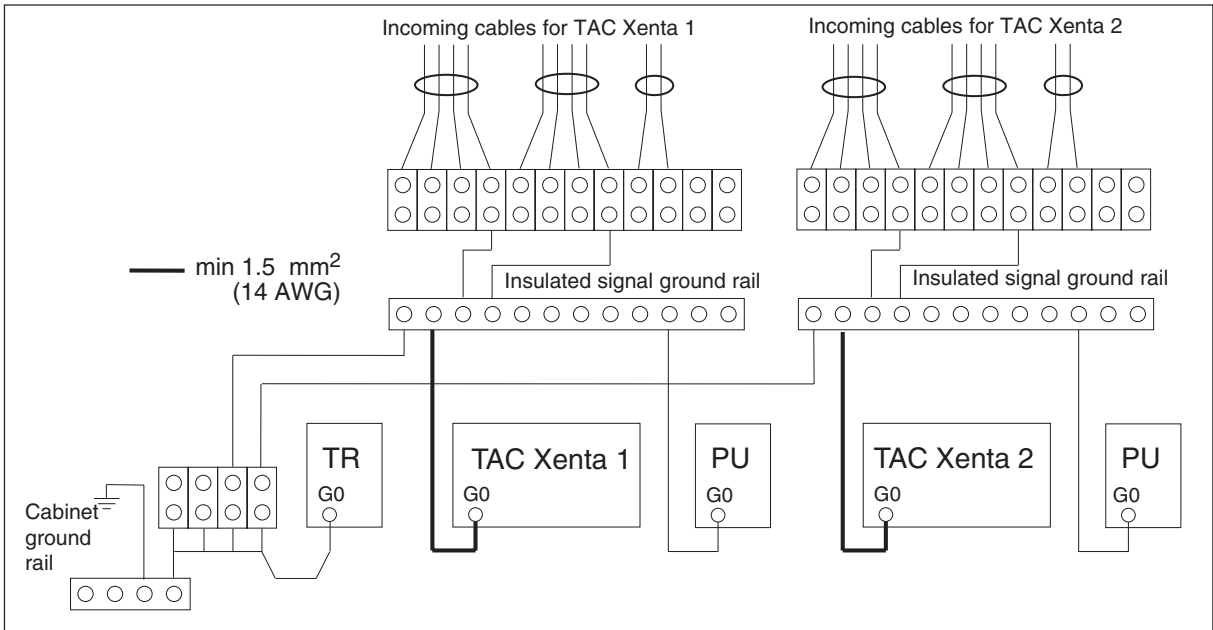 Incoming cables for TAC Xenta 1
Incoming cables for TAC Xenta 2
min 1.5 mm2
(14 AWG)
Insulated signal ground rail
Insulated signal ground rail
TR
G0
TAC Xenta 1
G0
PU
G0
TAC Xenta 2
G0
PU
G0
Cabinet
ground
rail